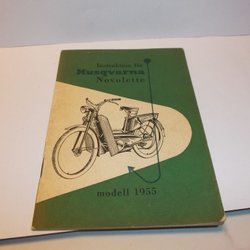 Instruktion för
Husqvarna
Novolette
modell 1955